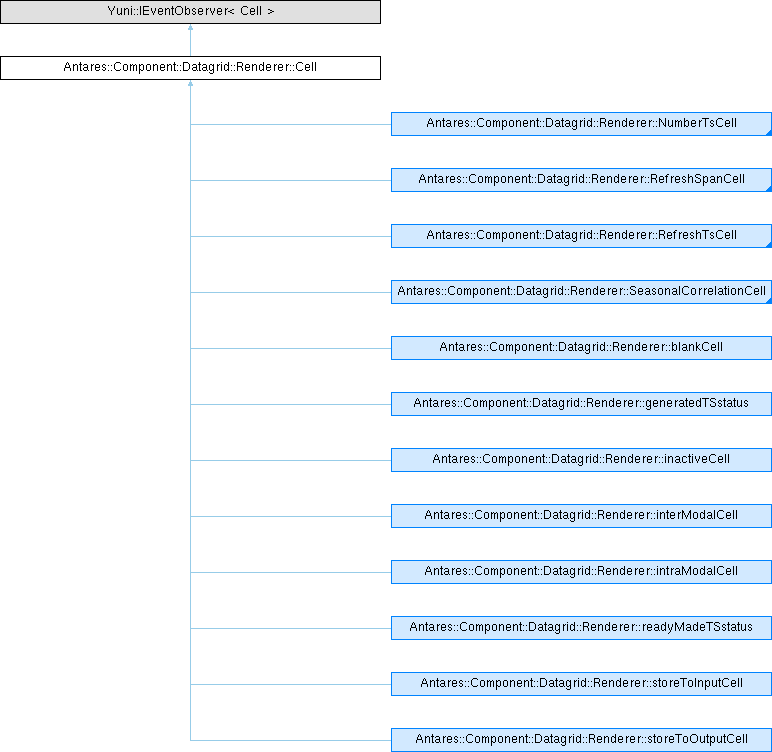 Yuni::IEventObserver< Cell >
Antares::Component::Datagrid::Renderer::Cell
Antares::Component::Datagrid::Renderer::NumberTsCell
Antares::Component::Datagrid::Renderer::RefreshSpanCell
Antares::Component::Datagrid::Renderer::RefreshTsCell
Antares::Component::Datagrid::Renderer::SeasonalCorrelationCell
Antares::Component::Datagrid::Renderer::blankCell
Antares::Component::Datagrid::Renderer::generatedTSstatus
Antares::Component::Datagrid::Renderer::inactiveCell
Antares::Component::Datagrid::Renderer::interModalCell
Antares::Component::Datagrid::Renderer::intraModalCell
Antares::Component::Datagrid::Renderer::readyMadeTSstatus
Antares::Component::Datagrid::Renderer::storeToInputCell
Antares::Component::Datagrid::Renderer::storeToOutputCell